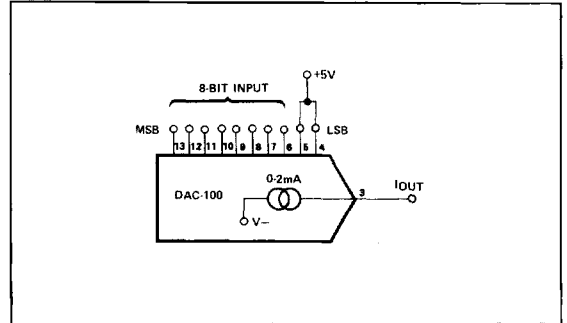 +5V
8-BIT INPUT
MSB
LSB
13 12 11 10 9 8 7 6 5 4
0-2mA
DAC-100
3
IOUT
V–